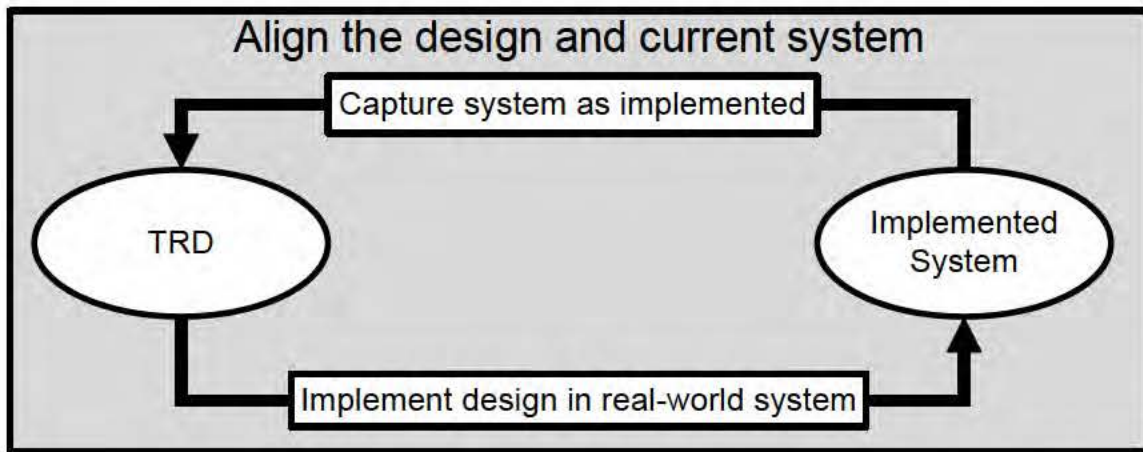 Align the design and current system
Capture system as implemented
TRD
Implemented
System
Implement design in real-world system